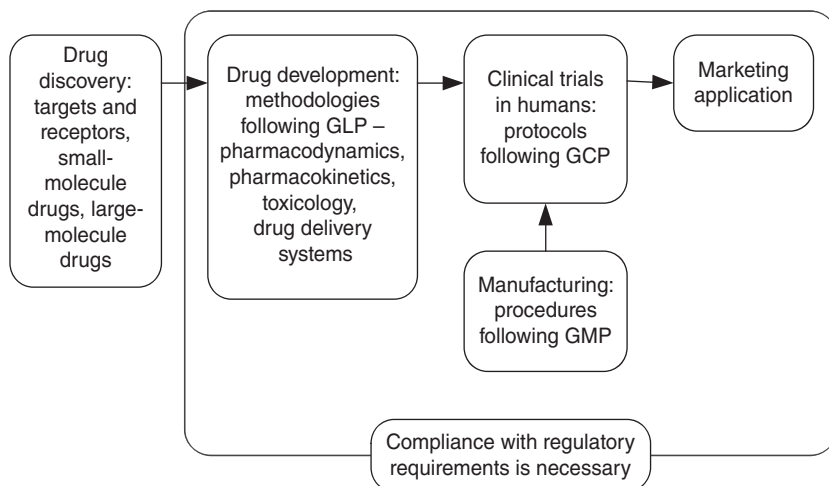 Drug
discovery:
targets and
receptors,
small-
molecule
drugs, large-
molecule
drugs
Drug development:
methodologies
following GLP –
pharmacodynamics,
pharmacokinetics,
toxicology,
drug delivery
systems
Clinical trials
in humans:
protocols
following GCP
Marketing
application
Manufacturing:
procedures
following GMP
Compliance with regulatory
requirements is necessary